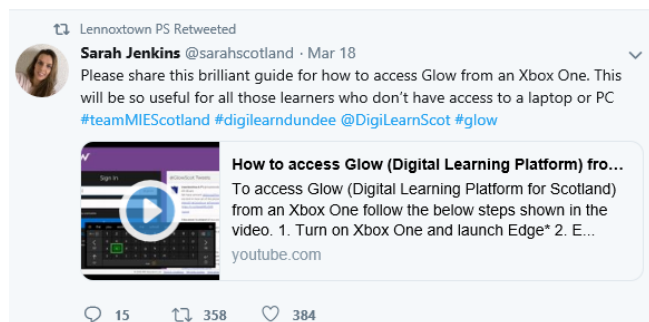 Lennoxtown PS Retweeted
Sarah Jenkins @sarahscotland · Mar 18
Please share this brilliant guide for how to access Glow from an Xbox One. This
will be so useful for all those learners who don't have access to a laptop or PC
#teamMIEScotland #digilearndundee @DigiLearnScot #glow
Sign In
How to access Glow (Digital Learning Platform) fro...
To access Glow (Digital Learning Platform for Scotland)
from an Xbox One follow the below steps shown in the
video. 1. Turn on Xbox One and launch Edge* 2. E...
youtube.com
15 358 384